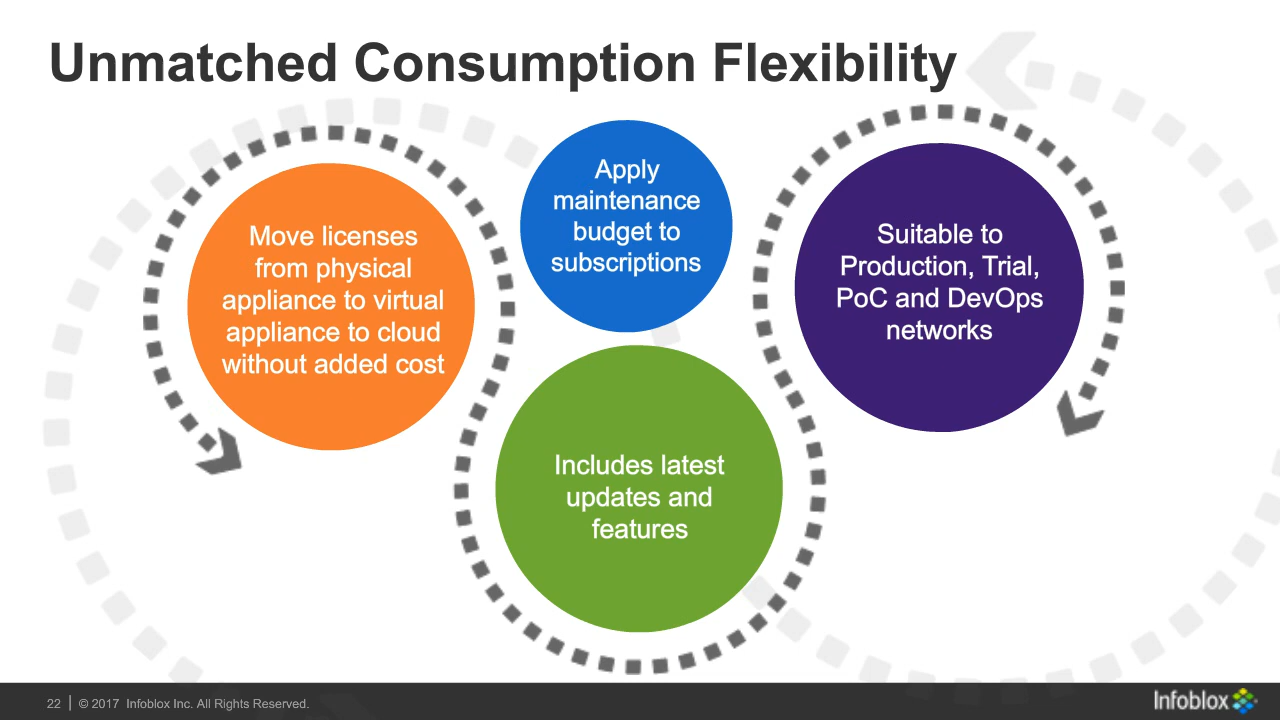 Unmatched Consumption Flexibility
Move licenses
from physical
appliance to virtual
appliance to cloud
without added cost
Apply
maintenance
budget to
subscriptions
Includes latest
updates and
features
Suitable to
Production, Trial,
PoC and DevOps
networks
22 | © 2017 Infoblox Inc. All Rights Reserved.
Infoblox